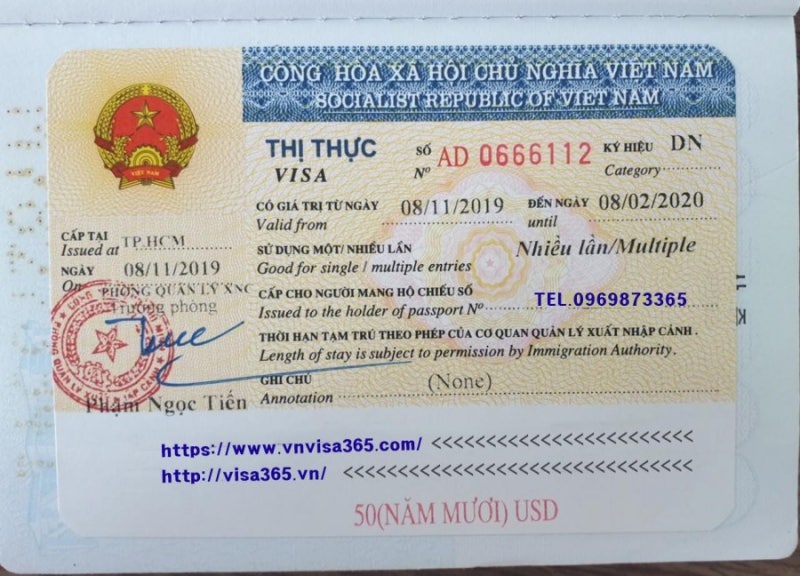 CỘNG HÒA XÃ HỘI CHỦ NGHĨA VIỆT NAM
SOCIALIST REPUBLIC OF VIET NAM
VIỆT NAM
THỊ THỰC
VISA
SỐ
Nº
AD 0666112
KÝ HIỆU DN
Category
CÓ GIÁ TRỊ TỪ NGÀY 08/11/2019 ĐẾN NGÀY 08/02/2020
Valid from until
CẤP TẠI TP.HCM
Issued at
SỬ DỤNG MỘT/ NHIỀU LẦN Nhiều lần/Multiple
Good for single / multiple entries
NGÀY 08/11/2019
On
PHÒNG QUẢN LÝ XNC
Trưởng phòng
CẤP CHO NGƯỜI MANG HỘ CHIẾU SỐ TEL.0969873365
Issued to the holder of passport Nº
THỜI HẠN TẠM TRÚ THEO PHÉP CỦA CƠ QUAN QUẢN LÝ XUẤT NHẬP CẢNH .
Length of stay is subject to permission by Immigration Authority.
GHI CHÚ (None)
Annotation
Phạm Ngọc Tiến
https://www.vnvisa365.com/ <<<<<<<<<<<<<<<<<<<<<<<<
http://visa365.vn/ <<<<<<<<<<<<<<<<<<<<<<<<<<<<<<<<
50(NĂM MƯƠI) USD